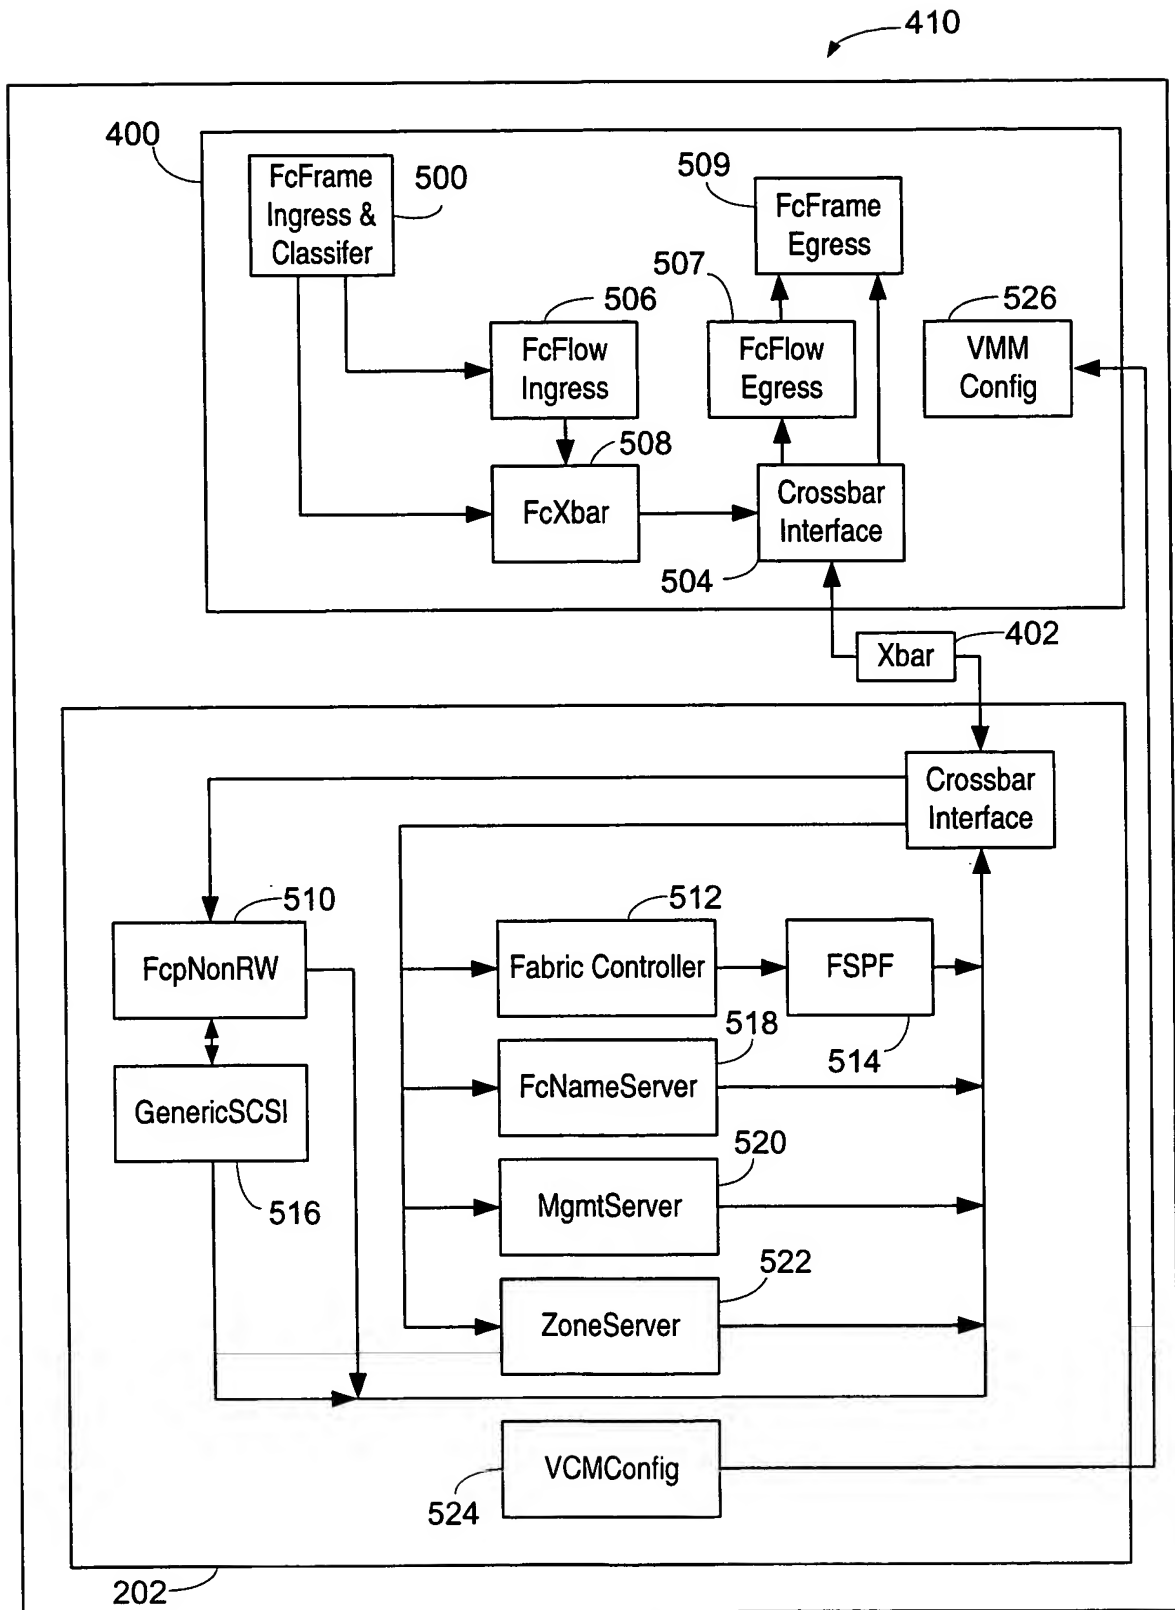 410
400
FcFrame
Ingress &
Classifer
500
509
FcFrame
Egress
507
506
526
FcFlow
Ingress
FcFlow
Egress
VMM
Config
508
FcXbar
Crossbar
Interface
504
Xbar
402
Crossbar
Interface
510
512
FcpNonRW
Fabric Controller
FSPF
518
514
GenericSCSI
FcNameServer
516
520
MgmtServer
522
ZoneServer
VCMConfig
524
202